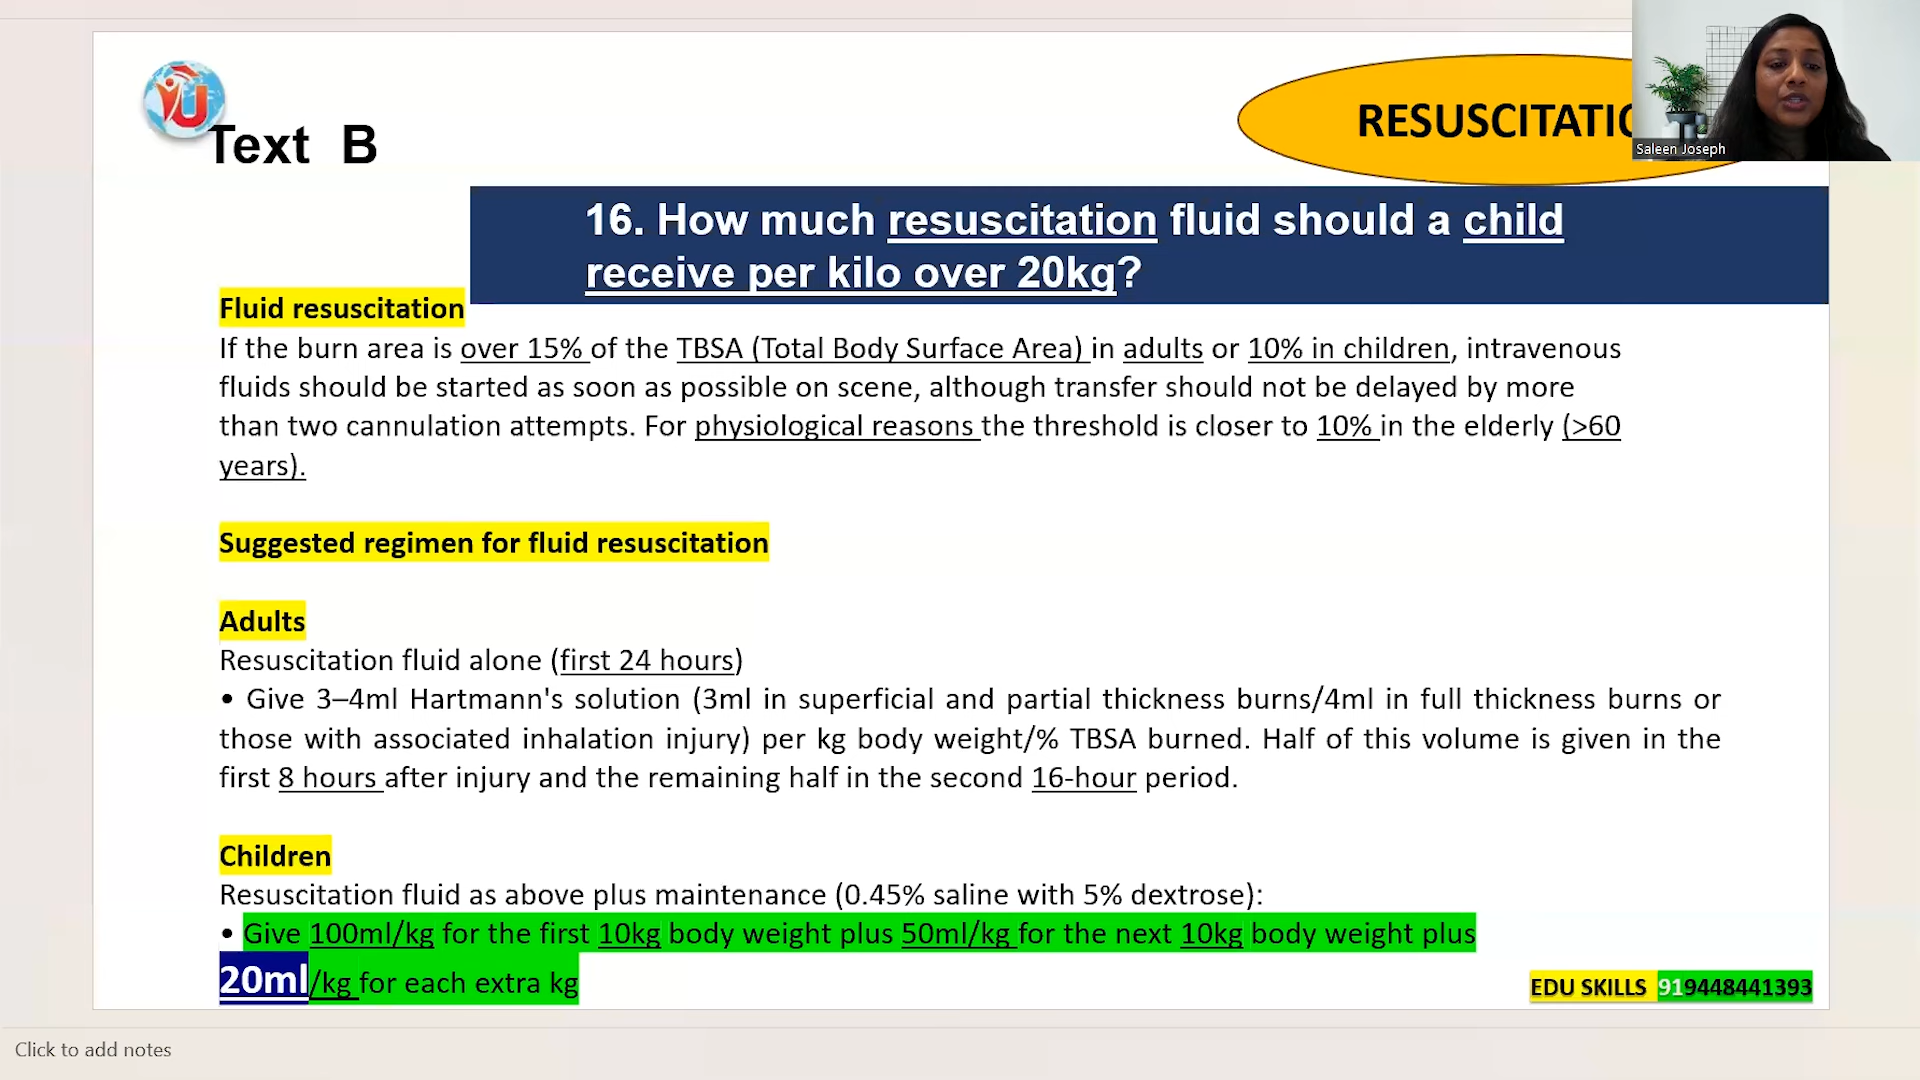 Saleen Joseph
Text B
16. How much resuscitation fluid should a child
receive per kilo over 20kg?
Fluid resuscitation
If the burn area is over 15% of the TBSA (Total Body Surface Area) in adults or 10% in children, intravenous
fluids should be started as soon as possible on scene, although transfer should not be delayed by more
than two cannulation attempts. For physiological reasons the threshold is closer to 10% in the elderly (>60
years).
Suggested regimen for fluid resuscitation
Adults
Resuscitation fluid alone (first 24 hours)
• Give 3–4ml Hartmann's solution (3ml in superficial and partial thickness burns/4ml in full thickness burns or
those with associated inhalation injury) per kg body weight/% TBSA burned. Half of this volume is given in the
first 8 hours after injury and the remaining half in the second 16-hour period.
Children
Resuscitation fluid as above plus maintenance (0.45% saline with 5% dextrose):
• Give 100ml/kg for the first 10kg body weight plus 50ml/kg for the next 10kg body weight plus
20ml/kg for each extra kg
EDU SKILLS 919448441393
Click to add notes